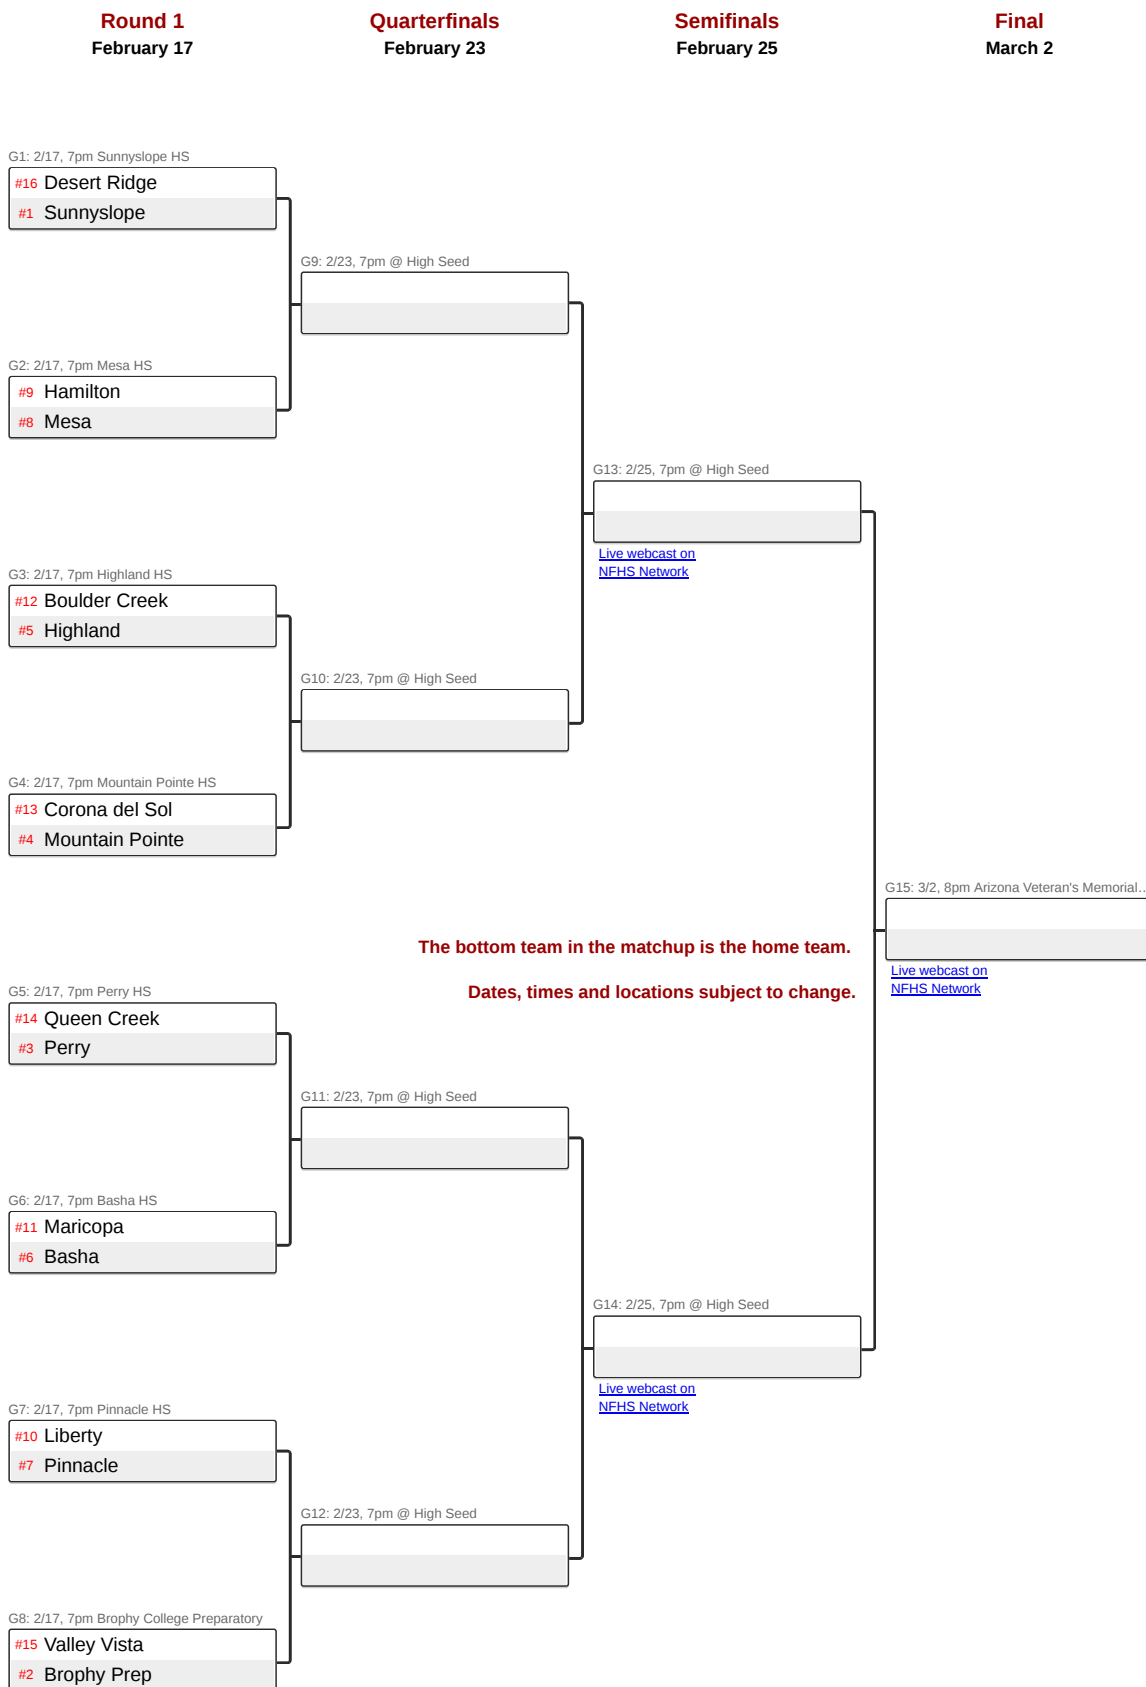 Round 1
February 17
Quarterfinals
February 23
Semifinals
February 25
Final
March 2
G1: 2/17, 7pm Sunnyslope HS
#16 Desert Ridge
#1 Sunnyslope
G9: 2/23, 7pm @ High Seed
G2: 2/17, 7pm Mesa HS
#9 Hamilton
#8 Mesa
G13: 2/25, 7pm @ High Seed
Live webcast on
NFHS Network
G3: 2/17, 7pm Highland HS
#12 Boulder Creek
#5 Highland
G10: 2/23, 7pm @ High Seed
G4: 2/17, 7pm Mountain Pointe HS
#13 Corona del Sol
#4 Mountain Pointe
G15: 3/2, 8pm Arizona Veteran's Memorial...
Live webcast on
NFHS Network
The bottom team in the matchup is the home team.
Dates, times and locations subject to change.
G5: 2/17, 7pm Perry HS
#14 Queen Creek
#3 Perry
G11: 2/23, 7pm @ High Seed
G6: 2/17, 7pm Basha HS
#11 Maricopa
#6 Basha
G14: 2/25, 7pm @ High Seed
Live webcast on
NFHS Network
G7: 2/17, 7pm Pinnacle HS
#10 Liberty
#7 Pinnacle
G12: 2/23, 7pm @ High Seed
G8: 2/17, 7pm Brophy College Preparatory
#15 Valley Vista
#2 Brophy Prep